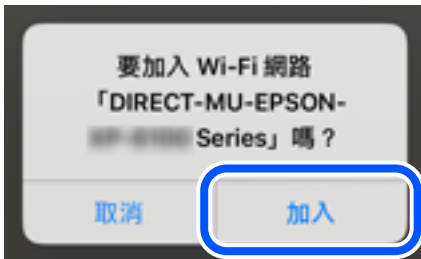 要加入 Wi-Fi 網路
「DIRECT-MU-EPSON-
Series」嗎？
取消
加入